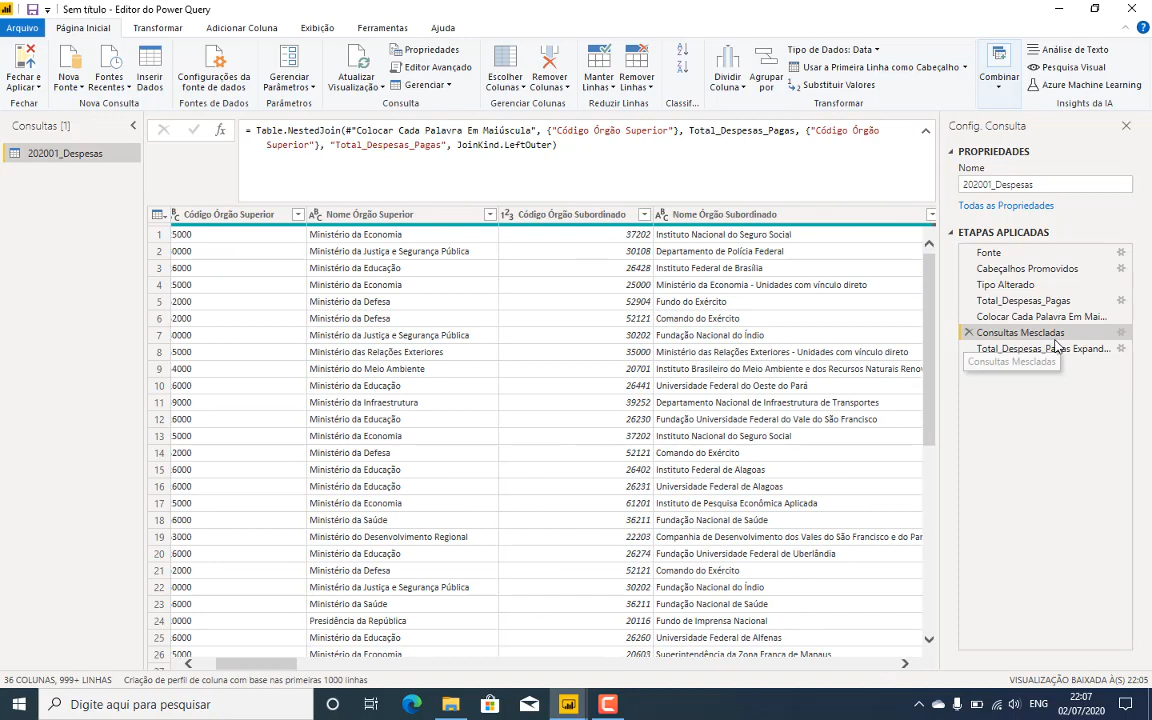 Sem título - Editor do Power Query
Arquivo
Página Inicial
Transformar
Adicionar Coluna
Exibição
Ferramentas
Ajuda
Fechar e Aplicar
Nova Fonte
Fontes Recentes
Inserir Dados
Configurações da fonte de dados
Gerenciar Parâmetros
Atualizar Visualização
Propriedades
Editor Avançado
Gerenciar
Escolher Colunas
Remover Colunas
Manter Linhas
Remover Linhas
Dividir Coluna
Agrupar por
Tipo de Dados: Data
Usar a Primeira Linha como Cabeçalho
Substituir Valores
Combinar
Análise de Texto
Pesquisa Visual
Azure Machine Learning
Fechar
Nova Consulta
Fontes de Dados
Parâmetros
Consulta
Gerenciar Colunas
Reduzir Linhas
Classif...
Transformar
Insights da IA
Consultas [1]
202001_Despesas
= Table.NestedJoin(#"Colocar Cada Palavra Em Maiúscula", {"Código Órgão Superior"}, Total_Despesas_Pagas, {"Código Órgão
Superior"}, "Total_Despesas_Pagas", JoinKind.LeftOuter)
Código Órgão Superior Nome Órgão Superior Código Órgão Subordinado Nome Órgão Subordinado
1 5000 Ministério da Economia 37202 Instituto Nacional do Seguro Social
2 0000 Ministério da Justiça e Segurança Pública 30108 Departamento de Polícia Federal
3 6000 Ministério da Educação 26428 Instituto Federal de Brasília
4 5000 Ministério da Economia 25000 Ministério da Economia - Unidades com vínculo direto
5 2000 Ministério da Defesa 52904 Fundo do Exército
6 2000 Ministério da Defesa 52121 Comando do Exército
7 0000 Ministério da Justiça e Segurança Pública 30202 Fundação Nacional do Índio
8 5000 Ministério das Relações Exteriores 35000 Ministério das Relações Exteriores - Unidades com vínculo direto
9 4000 Ministério do Meio Ambiente 20701 Instituto Brasileiro do Meio Ambiente e dos Recursos Naturais Renov
10 6000 Ministério da Educação 26441 Universidade Federal do Oeste do Pará
11 9000 Ministério da Infraestrutura 39252 Departamento Nacional de Infraestrutura de Transportes
12 6000 Ministério da Educação 26230 Fundação Universidade Federal do Vale do São Francisco
13 5000 Ministério da Economia 37202 Instituto Nacional do Seguro Social
14 2000 Ministério da Defesa 52121 Comando do Exército
15 6000 Ministério da Educação 26402 Instituto Federal de Alagoas
16 6000 Ministério da Educação 26231 Universidade Federal de Alagoas
17 5000 Ministério da Economia 61201 Instituto de Pesquisa Econômica Aplicada
18 6000 Ministério da Saúde 36211 Fundação Nacional de Saúde
19 3000 Ministério do Desenvolvimento Regional 22203 Companhia de Desenvolvimento dos Vales do São Francisco e do Par
20 6000 Ministério da Educação 26274 Fundação Universidade Federal de Uberlândia
21 2000 Ministério da Defesa 52121 Comando do Exército
22 0000 Ministério da Justiça e Segurança Pública 30202 Fundação Nacional do Índio
23 6000 Ministério da Saúde 36211 Fundação Nacional de Saúde
24 0000 Presidência da República 20116 Fundo de Imprensa Nacional
25 6000 Ministério da Educação 26260 Universidade Federal de Alfenas
26 5000 Ministério da Economia 20603 Superintendência da Zona Franca de Manaus
Config. Consulta
PROPRIEDADES
Nome
202001_Despesas
Todas as Propriedades
ETAPAS APLICADAS
Fonte
Cabeçalhos Promovidos
Tipo Alterado
Total_Despesas_Pagas
Colocar Cada Palavra Em Mai...
Consultas Mescladas
Total_Despesas_Pagas Expand...
Consultas Mescladas
36 COLUNAS, 999+ LINHAS
Criação de perfil de coluna com base nas primeiras 1000 linhas
VISUALIZAÇÃO BAIXADA À 22:05
Digite aqui para pesquisar
ENG
22:07
02/07/2020
4